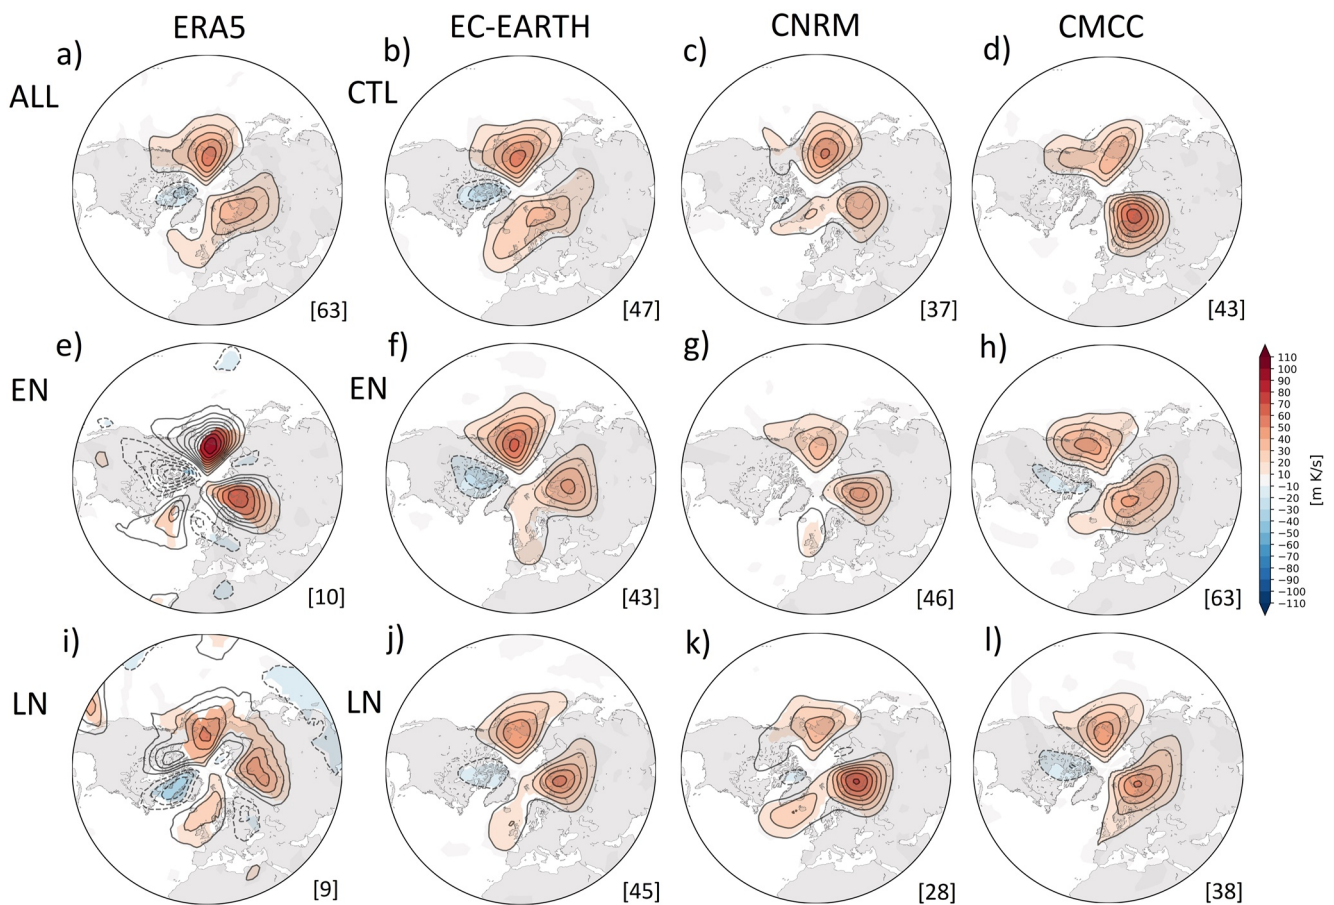 ERA5 EC-EARTH CNRM CMCC
a) b) c) d)
ALL CTL
[63] [47] [37] [43]
e) f) g) h)
EN EN
110
100
90
80
70
60
50
40
30
20
10
−10
−20
−30
−40
−50
−60
−70
−80
−90
−100
−110
[m K/s]
[10] [43] [46] [63]
i) j) k) l)
LN LN
[9] [45] [28] [38]